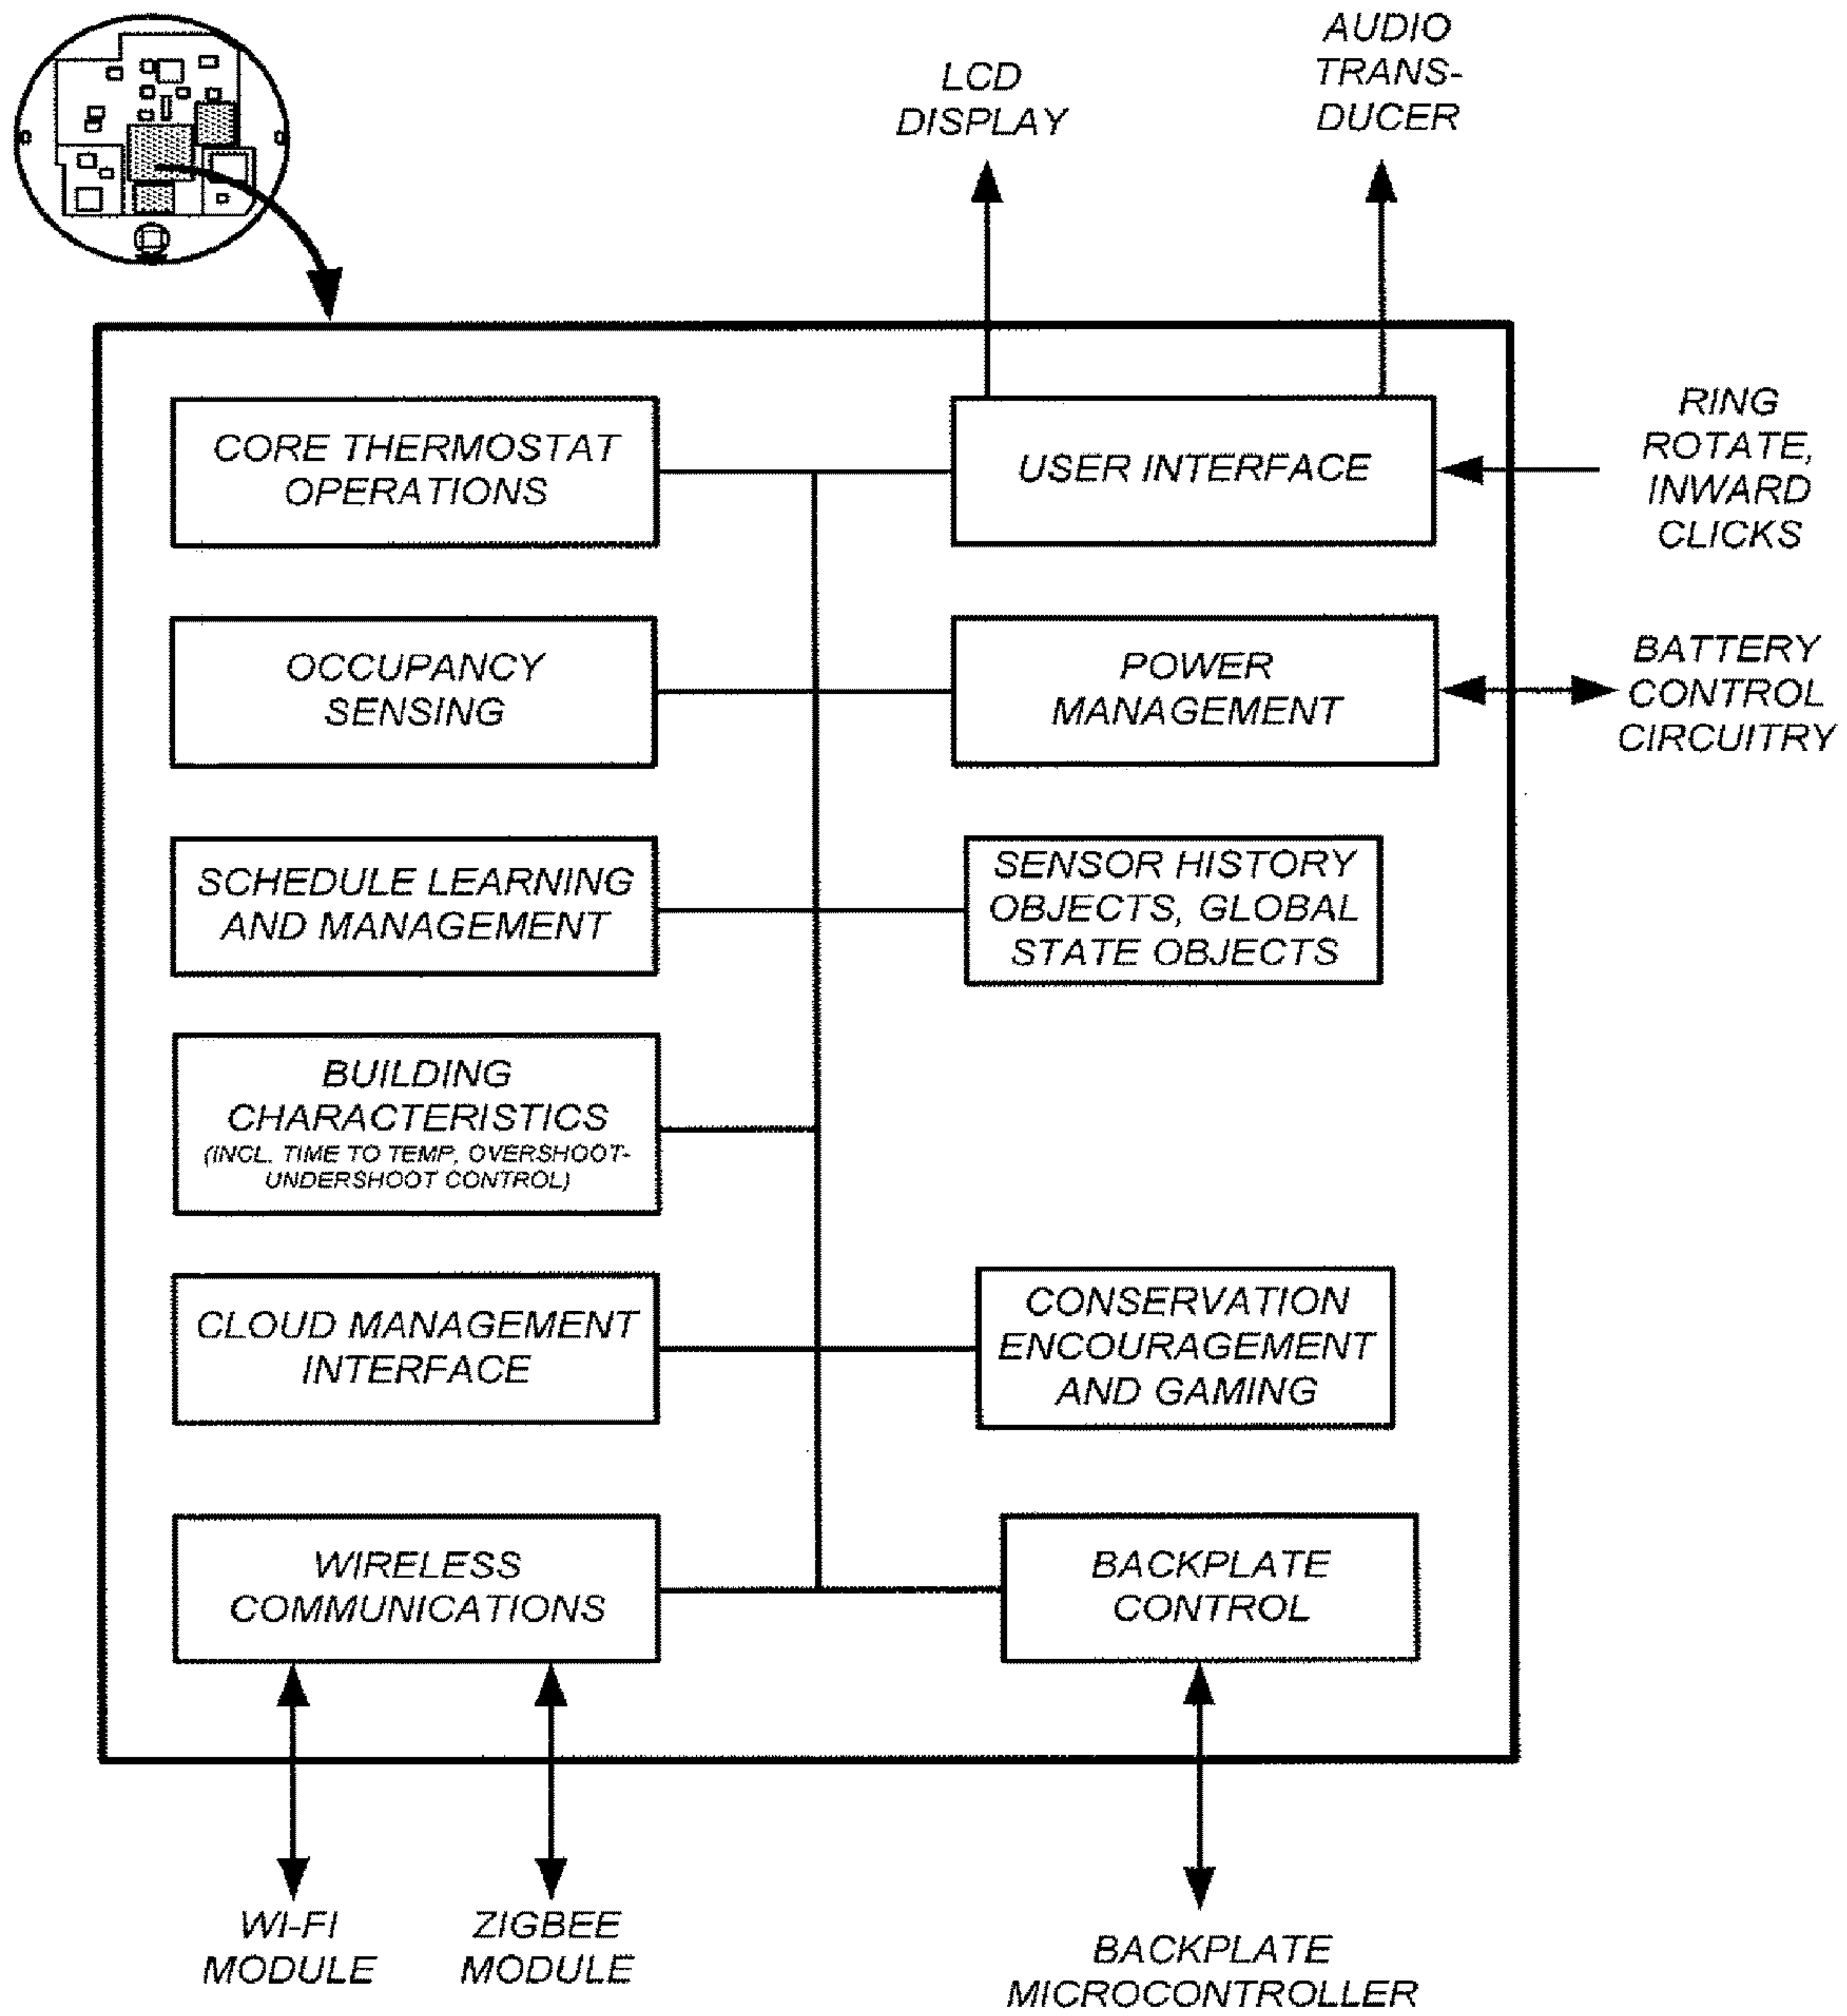 LCD
DISPLAY
AUDIO
TRANS-
DUCER
CORE THERMOSTAT
OPERATIONS
USER INTERFACE
RING
ROTATE,
INWARD
CLICKS
OCCUPANCY
SENSING
POWER
MANAGEMENT
BATTERY
CONTROL
CIRCUITRY
SCHEDULE LEARNING
AND MANAGEMENT
SENSOR HISTORY
OBJECTS, GLOBAL
STATE OBJECTS
BUILDING
CHARACTERISTICS
(INCL. TIME TO TEMP, OVERSHOOT-
UNDERSHOOT CONTROL)
CLOUD MANAGEMENT
INTERFACE
CONSERVATION
ENCOURAGEMENT
AND GAMING
WIRELESS
COMMUNICATIONS
BACKPLATE
CONTROL
WI-FI
MODULE
ZIGBEE
MODULE
BACKPLATE
MICROCONTROLLER